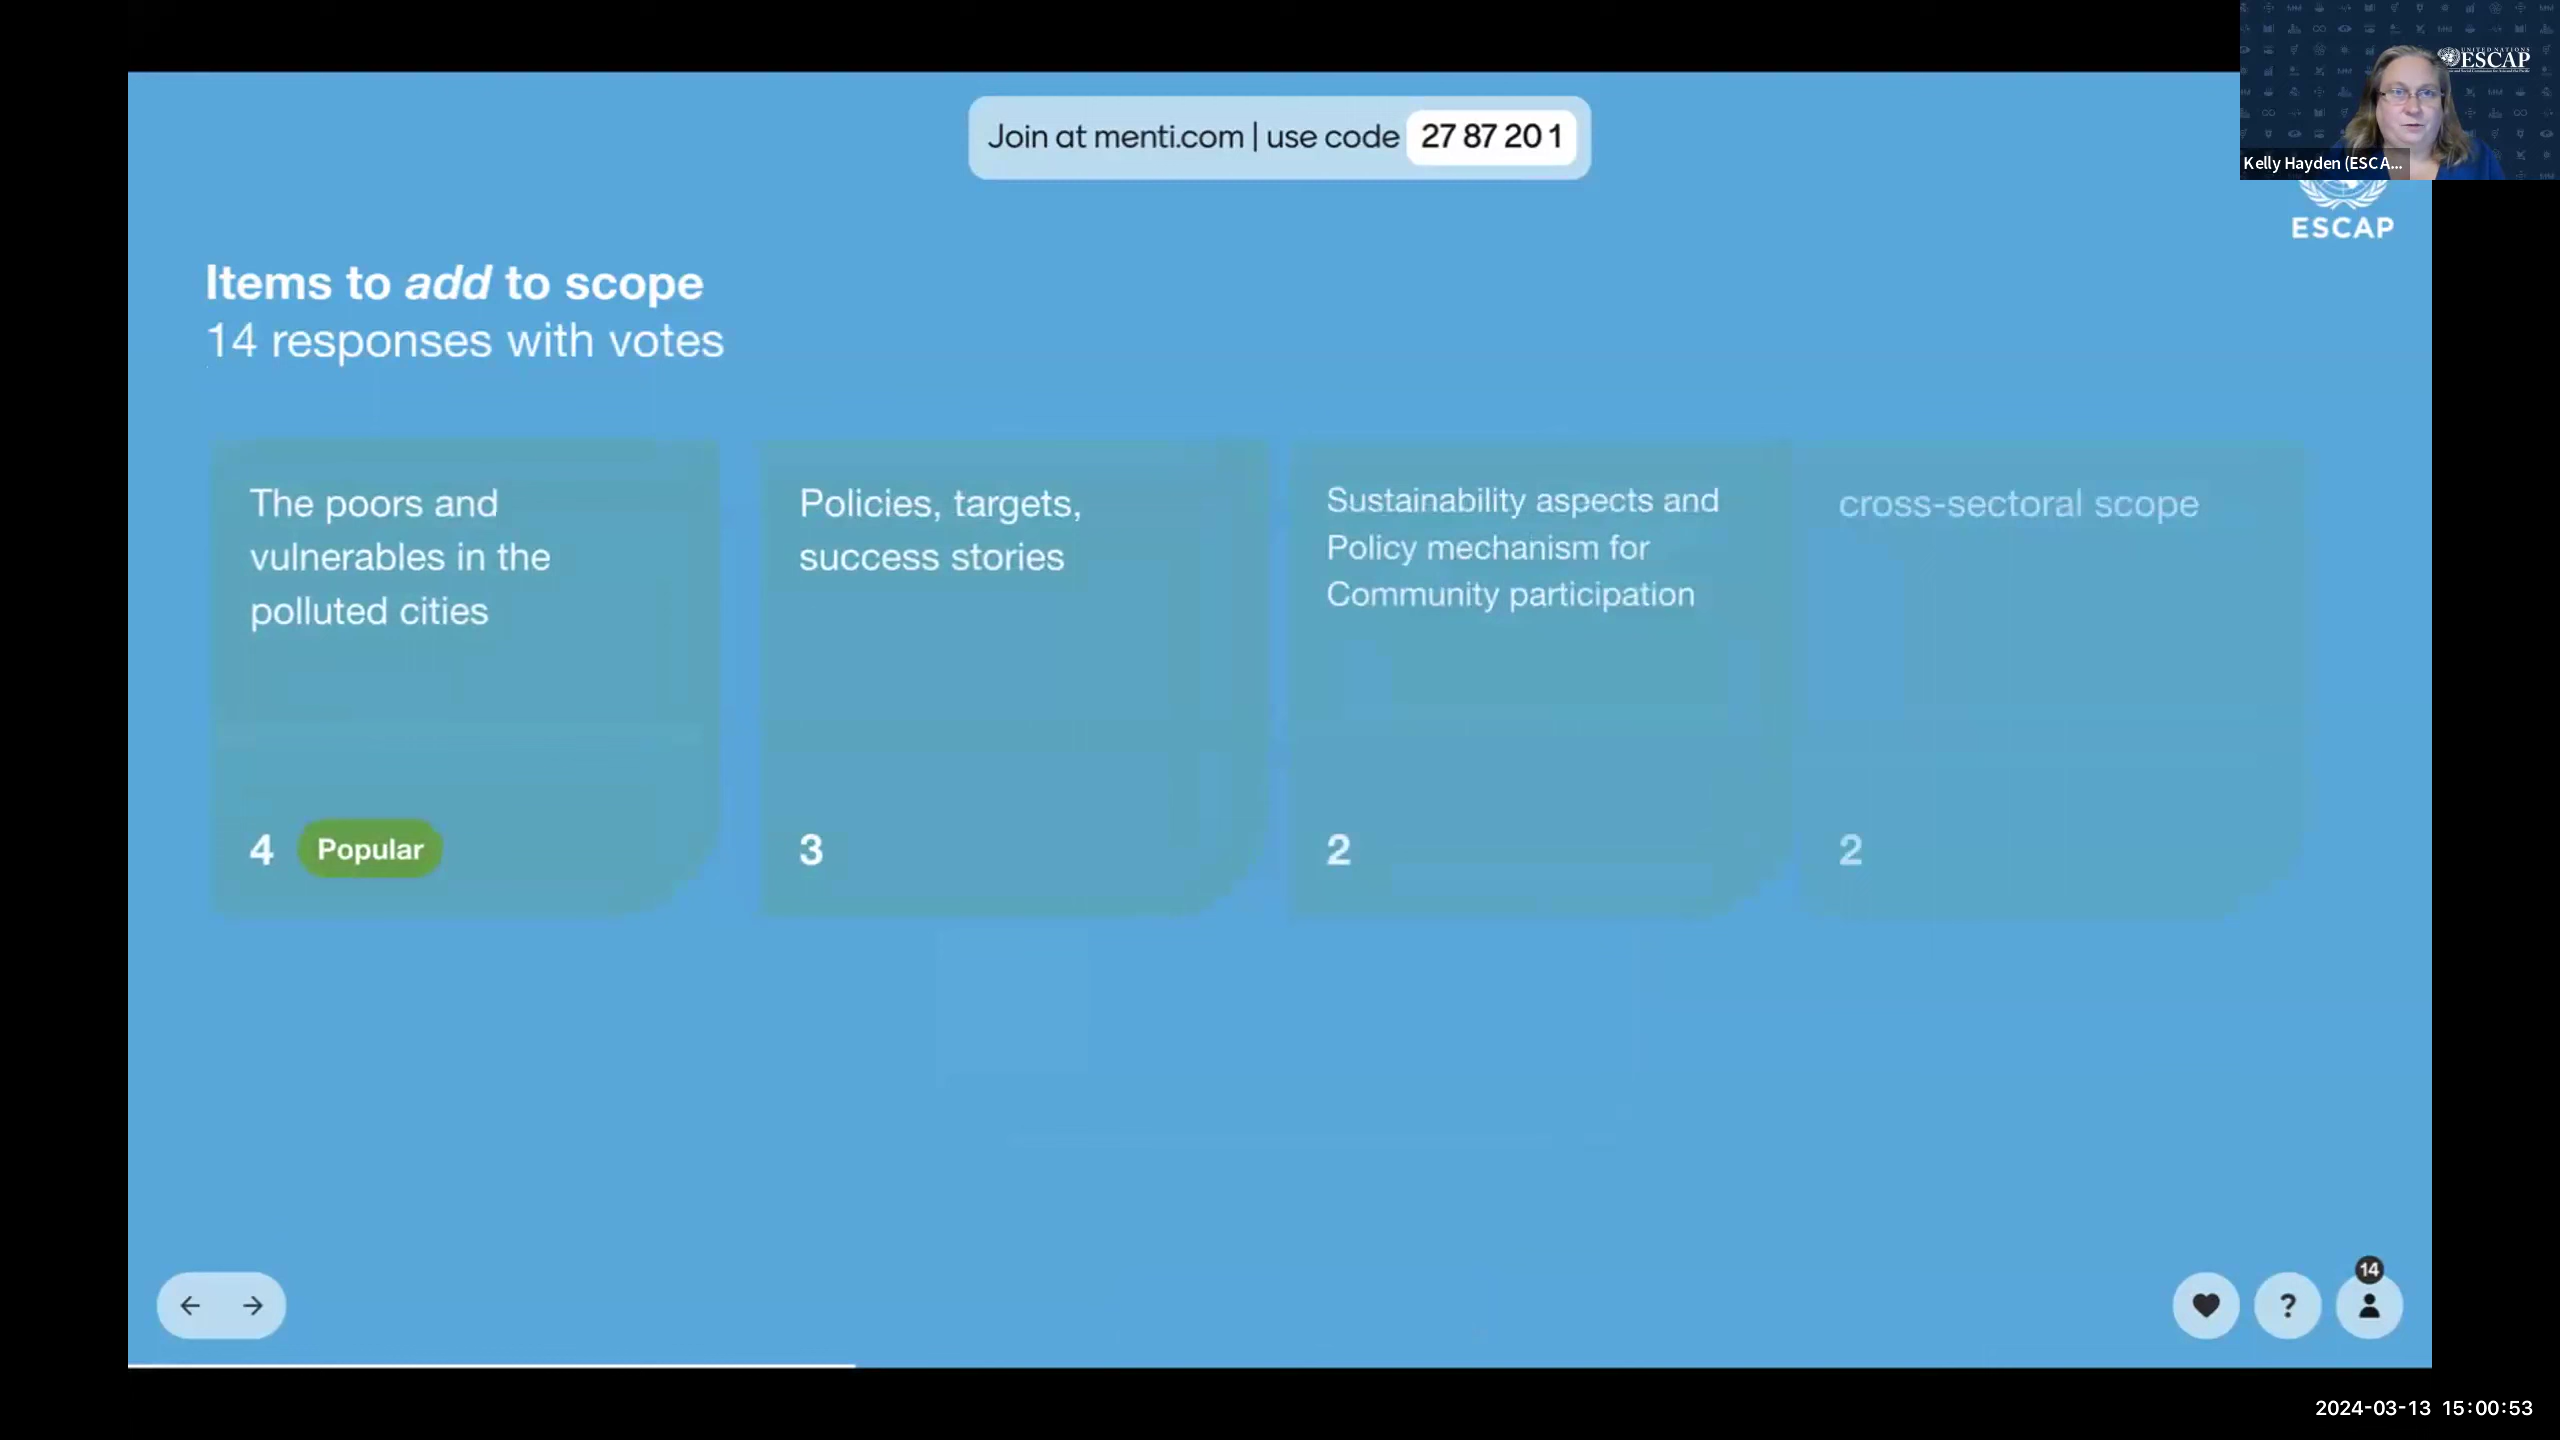 Join at menti.com | use code 27 87 20 1
UNITED NATIONS
ESCAP
Kelly Hayden (ESCA...
ESCAP
Items to add to scope
14 responses with votes
The poors and
vulnerables in the
polluted cities
4 Popular
Policies, targets,
success stories
3
Sustainability aspects and
Policy mechanism for
Community participation
2
cross-sectoral scope
2
14
?
2024-03-13 15:00:53